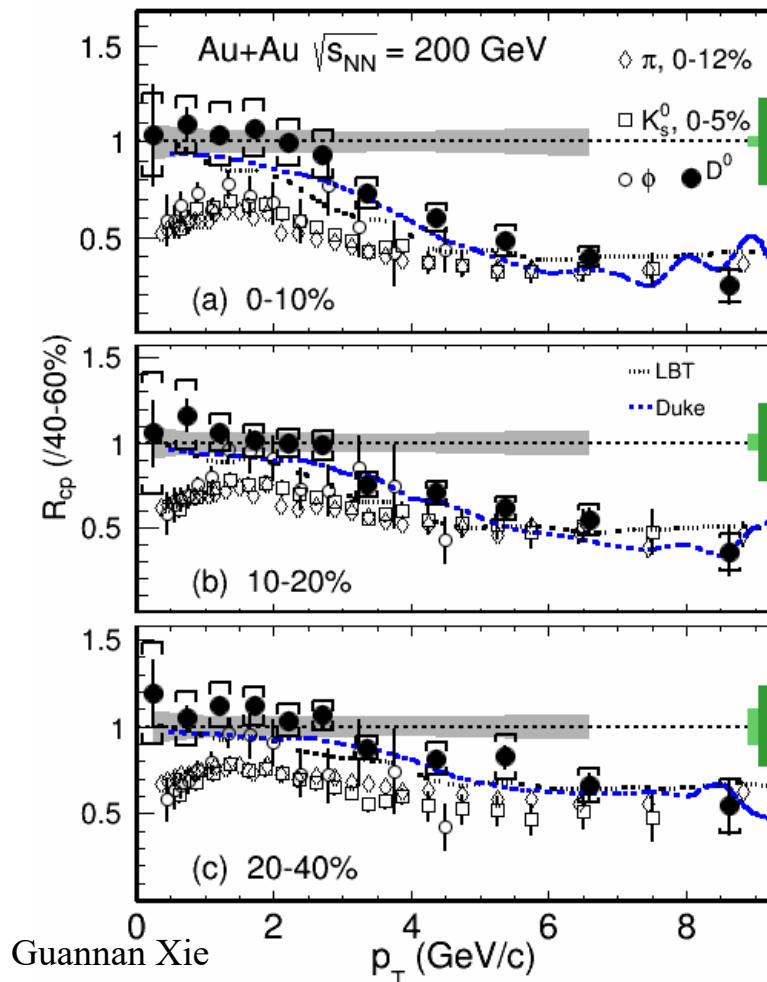 Au+Au √sNN = 200 GeV
π, 0-12%
K0s, 0-5%
φ D0
1.5
1
0.5
(a) 0-10%
LBT
Duke
1.5
1
0.5
(b) 10-20%
Rcp (/40-60%)
1.5
1
0.5
(c) 20-40%
0 2 4 6 8
pT (GeV/c)
Guannan Xie